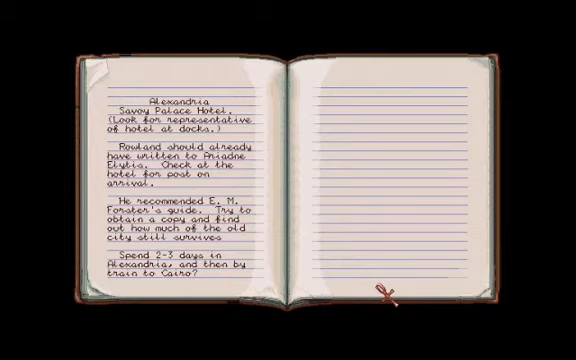 Alexandria
Savoy Palace Hotel.
(Look for representative
of hotel at docks.)
Rowland should already
have written to Ariadne
Elytis. Check at the
hotel for post on
arrival.
He recommended E. M.
Forster's guide. Try to
obtain a copy and find
out how much of the old
city still survives
Spend 2-3 days in
Alexandria, and then by
train to Cairo?